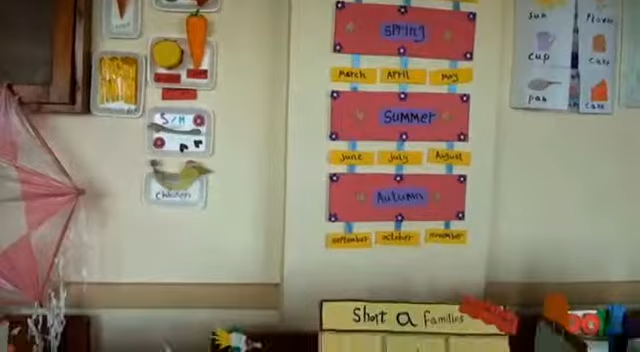 Spring
March April May
Summer
June July August
Autumn
september october november
S/M
chicken
Short a families
sun
cup
pan